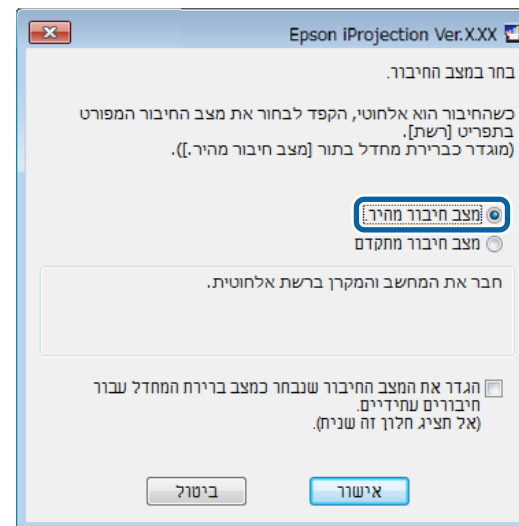 Epson iProjection Ver.X.XX
בחר במצב החיבור.
כשהחיבור הוא אלחוטי, הקפד לבחור את מצב החיבור המפורט
בתפריט [רשת].
(מוגדר כברירת מחדל בתור [מצב חיבור מהיר.]).
מצב חיבור מהיר.
מצב חיבור מתקדם
חבר את המחשב והמקרן ברשת אלחוטית.
הגדר את המצב החיבור שנבחר כמצב ברירת המחדל עבור
חיבורים עתידיים.
(אל תציג חלון זה שנית).
אישור
ביטול